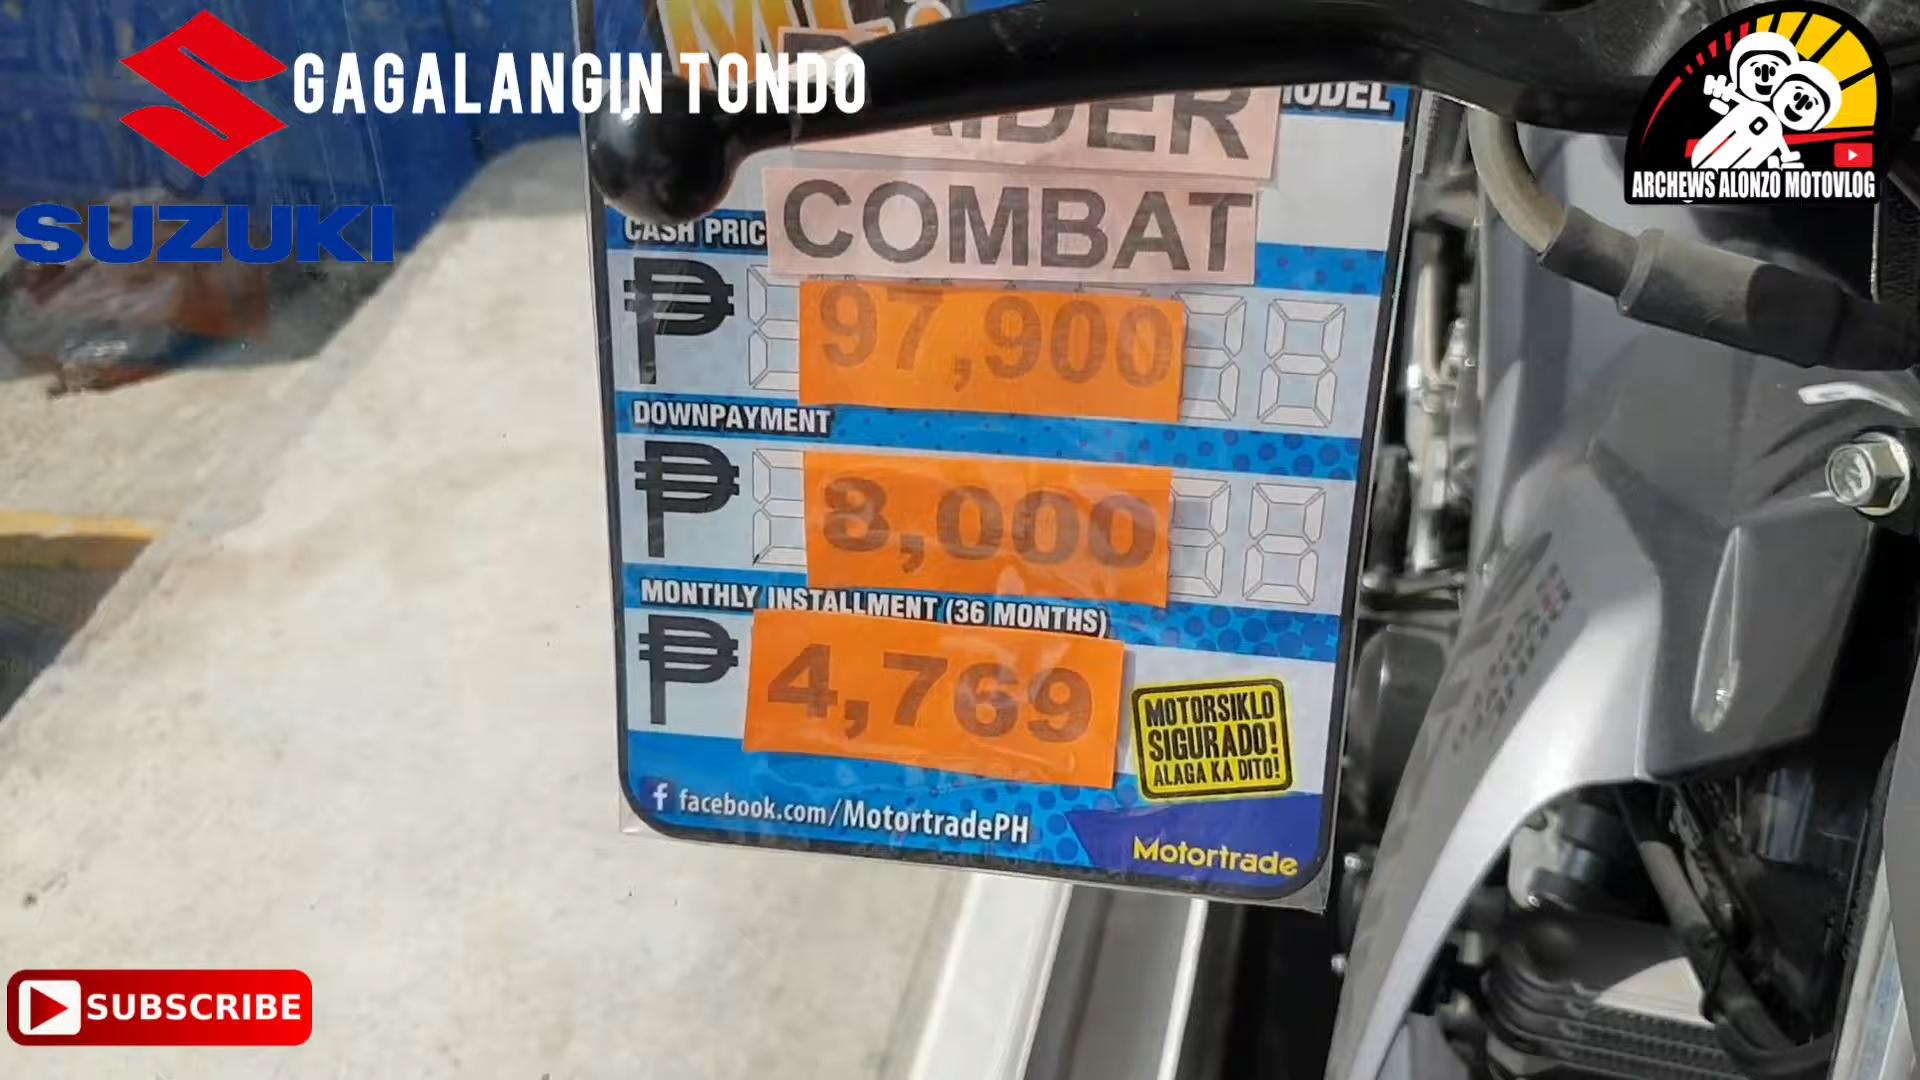 GAGALANGIN TONDO
SUZUKI
ARCHEWS ALONZO MOTOVLOG
COMBAT
CASH PRIC
₱ 97,900
DOWNPAYMENT
₱ 8,000
MONTHLY INSTALLMENT (36 MONTHS)
₱ 4,769
MOTORSIKLO
SIGURADO!
ALAGA KA DITO!
facebook.com/MotortradePH
Motortrade
SUBSCRIBE